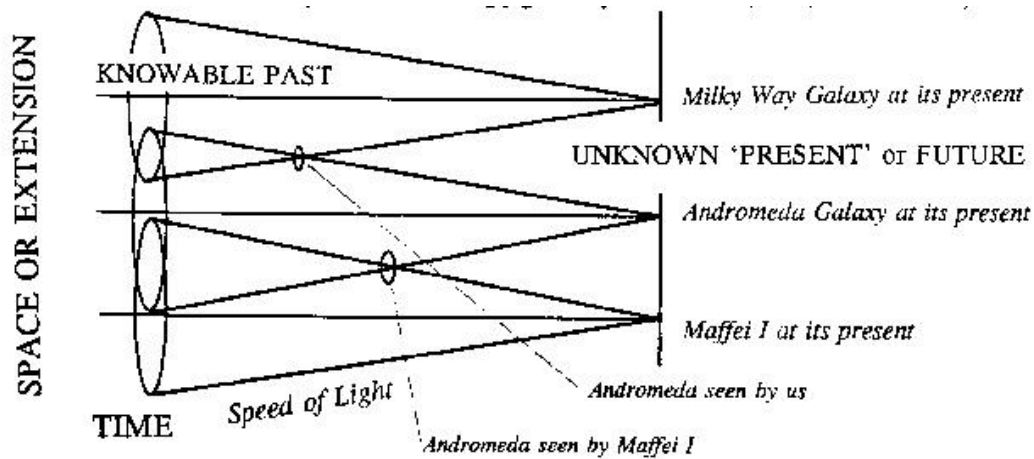 SPACE OR EXTENSION
KNOWABLE PAST
Milky Way Galaxy at its present
UNKNOWN 'PRESENT' or FUTURE
Andromeda Galaxy at its present
Maffei I at its present
Speed of Light
Andromeda seen by us
TIME
Andromeda seen by Maffei I